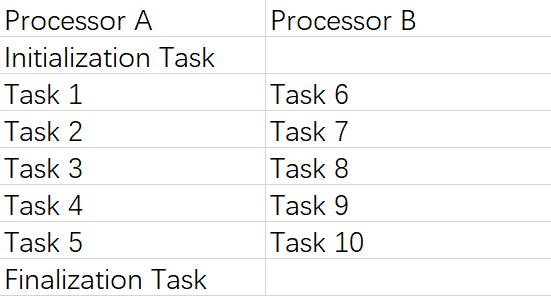 Processor A Processor B
Initialization Task
Task 1 Task 6
Task 2 Task 7
Task 3 Task 8
Task 4 Task 9
Task 5 Task 10
Finalization Task